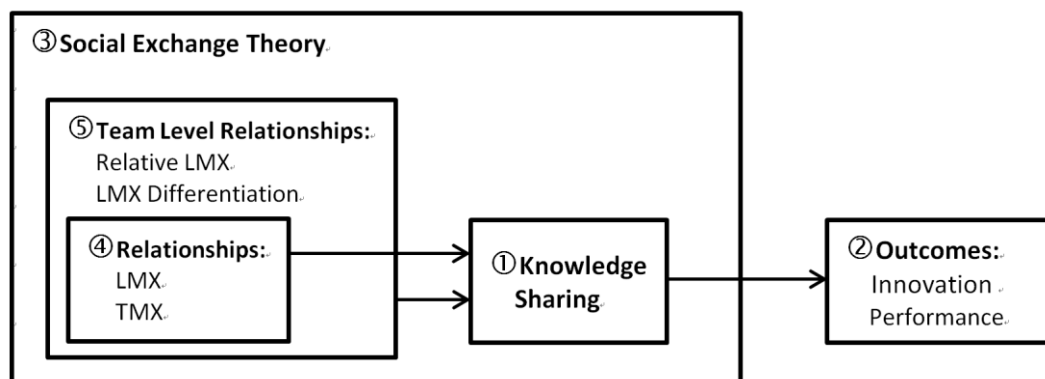 ③Social Exchange Theory
⑤Team Level Relationships:
Relative LMX
LMX Differentiation
④Relationships:
LMX
TMX
①Knowledge
Sharing
②Outcomes:
Innovation
Performance